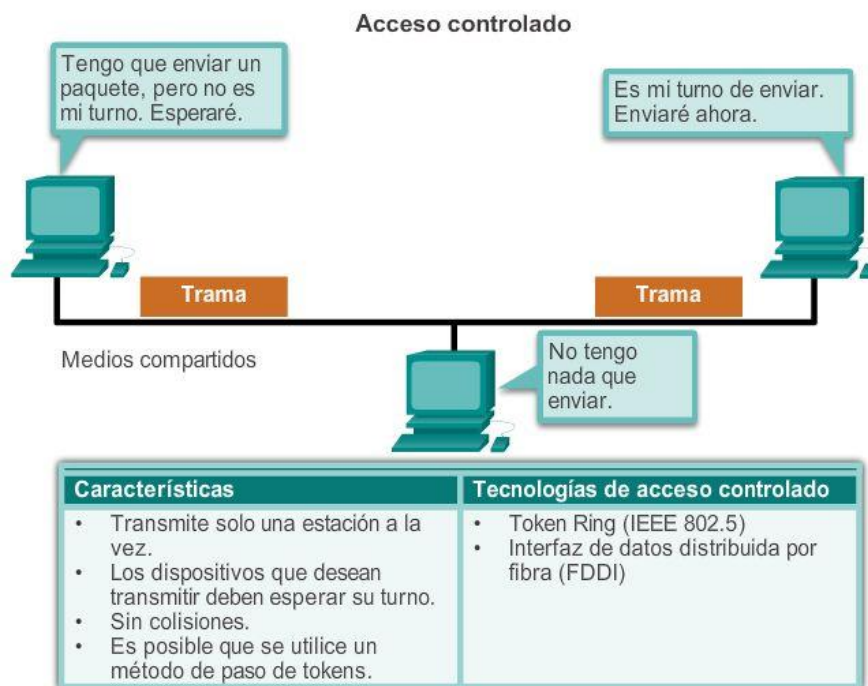 Acceso controlado
Tengo que enviar un
paquete, pero no es
mi turno. Esperaré.
Es mi turno de enviar.
Enviaré ahora.
Trama
Trama
Medios compartidos
No tengo
nada que
enviar.
Características
• Transmite solo una estación a la
vez.
• Los dispositivos que desean
transmitir deben esperar su turno.
• Sin colisiones.
• Es posible que se utilice un
método de paso de tokens.
Tecnologías de acceso controlado
• Token Ring (IEEE 802.5)
• Interfaz de datos distribuida por
fibra (FDDI)